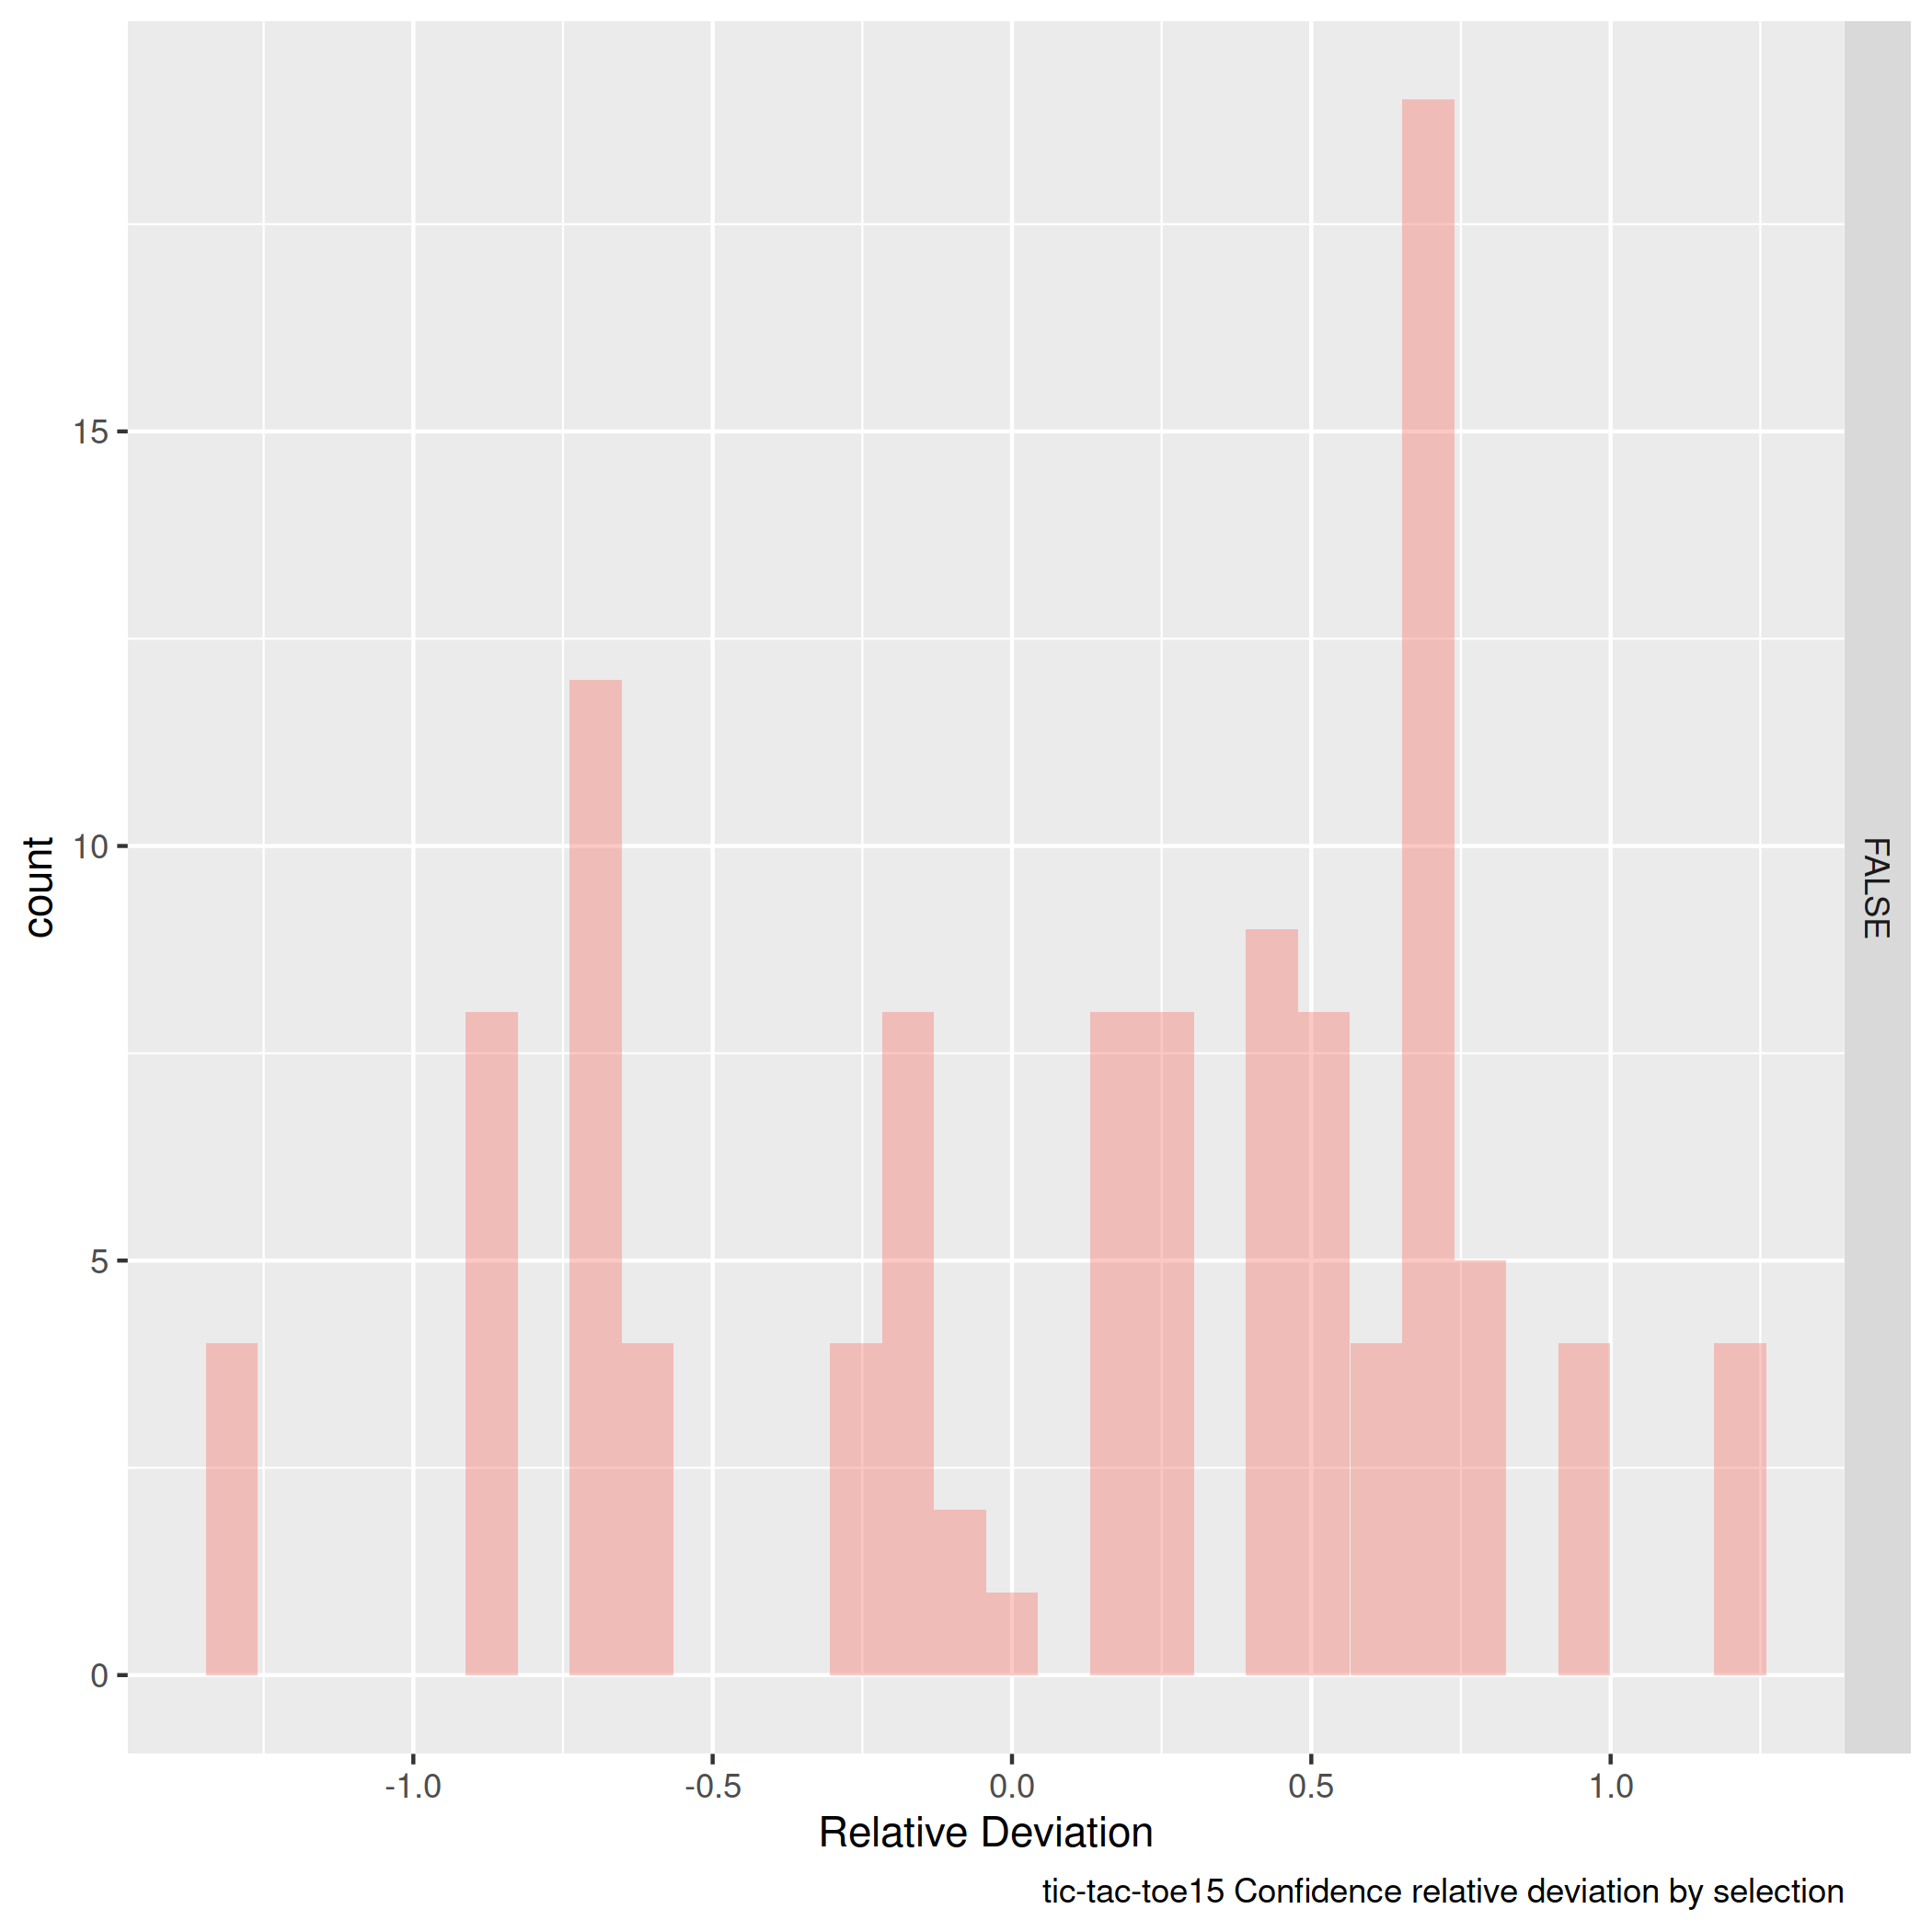 15
10
5
0
count
FALSE
-1.0 -0.5 0.0 0.5 1.0
Relative Deviation
tic-tac-toe15 Confidence relative deviation by selection